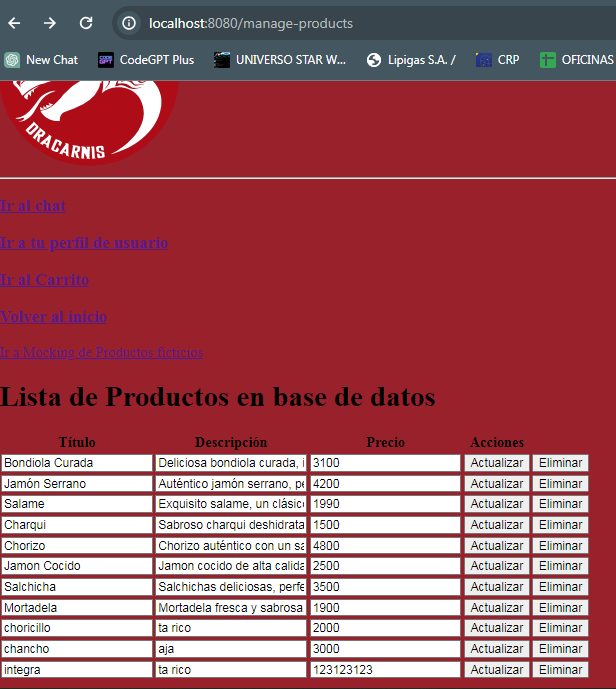 localhost:8080/manage-products
New Chat CodeGPT Plus UNIVERSO STAR W... Lipigas S.A. / CRP OFICINAS
DRACARNIS
Ir al chat
Ir a tu perfil de usuario
Ir al Carrito
Volver al inicio
Ir a Mocking de Productos ficticios
Lista de Productos en base de datos
Título Descripción Precio Acciones
Bondiola Curada Deliciosa bondiola curada, i 3100 Actualizar Eliminar
Jamón Serrano Auténtico jamón serrano, pe 4200 Actualizar Eliminar
Salame Exquisito salame, un clásic 1990 Actualizar Eliminar
Charqui Sabroso charqui deshidrata 1500 Actualizar Eliminar
Chorizo Chorizo auténtico con un sa 4800 Actualizar Eliminar
Jamon Cocido Jamon cocido de alta calida 2500 Actualizar Eliminar
Salchicha Salchichas deliciosas, perfe 3500 Actualizar Eliminar
Mortadela Mortadela fresca y sabrosa 1900 Actualizar Eliminar
choricillo ta rico 2000 Actualizar Eliminar
chancho aja 3000 Actualizar Eliminar
integra ta rico 123123123 Actualizar Eliminar